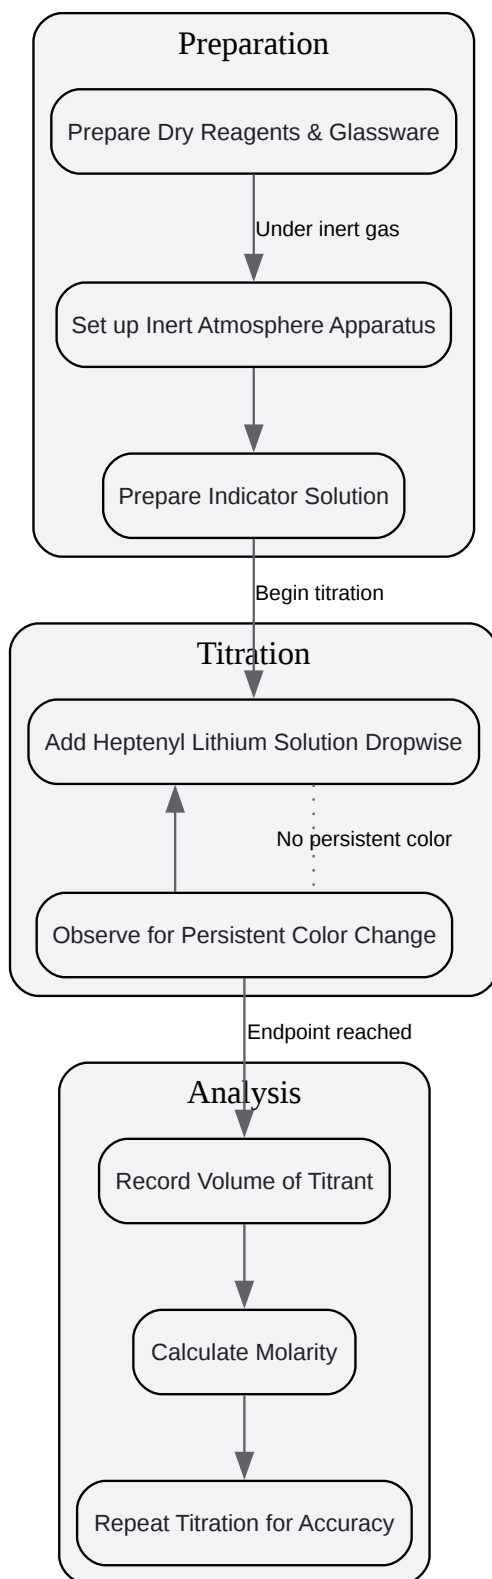 Preparation
Prepare Dry Reagents & Glassware
Under inert gas
Set up Inert Atmosphere Apparatus
Prepare Indicator Solution
Begin titration
Titration
Add Heptenyl Lithium Solution Dropwise
No persistent color
Observe for Persistent Color Change
Endpoint reached
Analysis
Record Volume of Titrant
Calculate Molarity
Repeat Titration for Accuracy